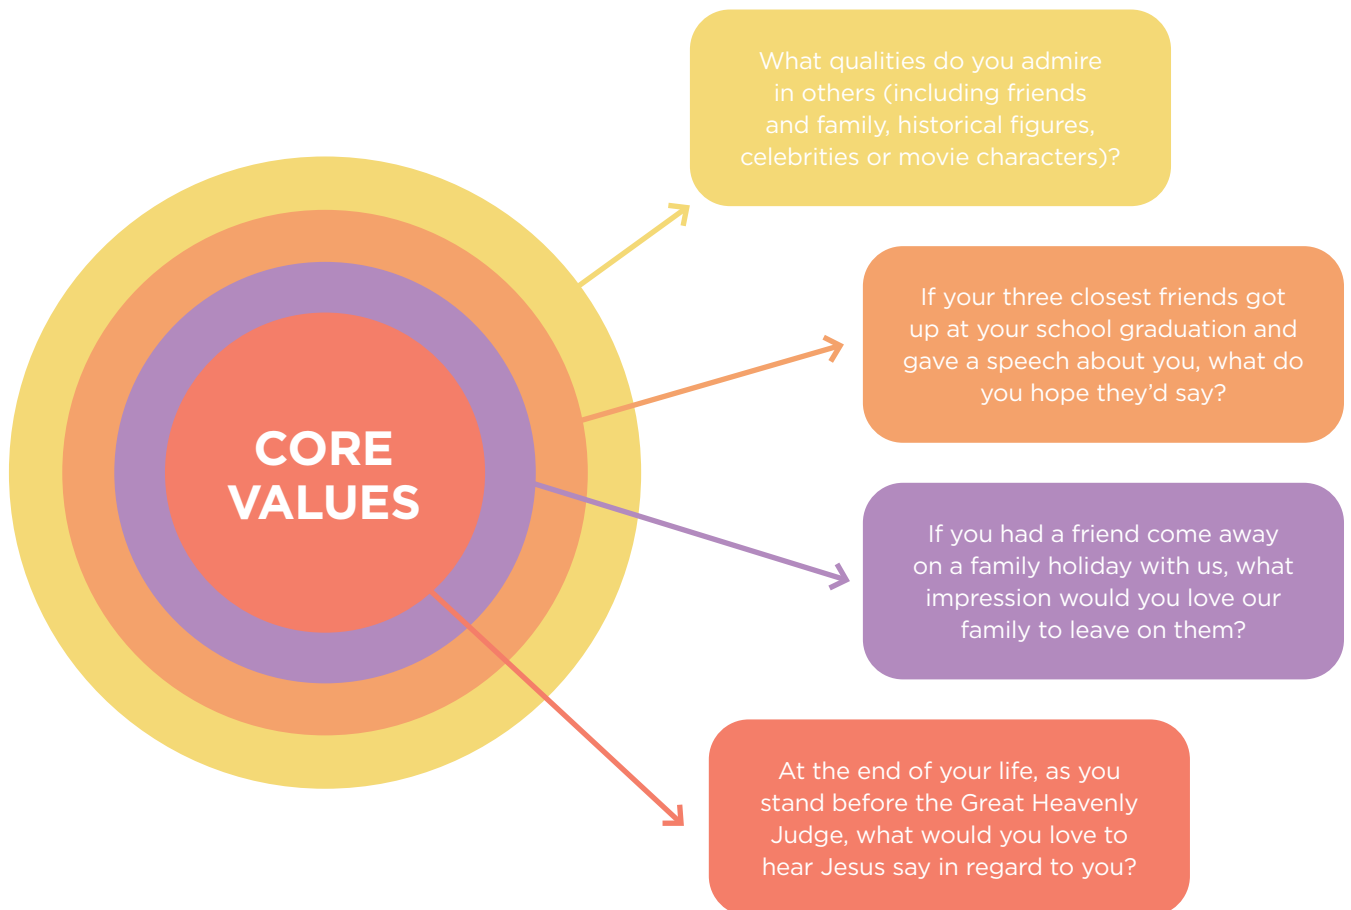 What qualities do you admire
in others (including friends
and family, historical figures,
celebrities or movie characters)?
If your three closest friends got
up at your school graduation and
gave a speech about you, what do
you hope they’d say?
CORE
VALUES
If you had a friend come away
on a family holiday with us, what
impression would you love our
family to leave on them?
At the end of your life, as you
stand before the Great Heavenly
Judge, what would you love to
hear Jesus say in regard to you?